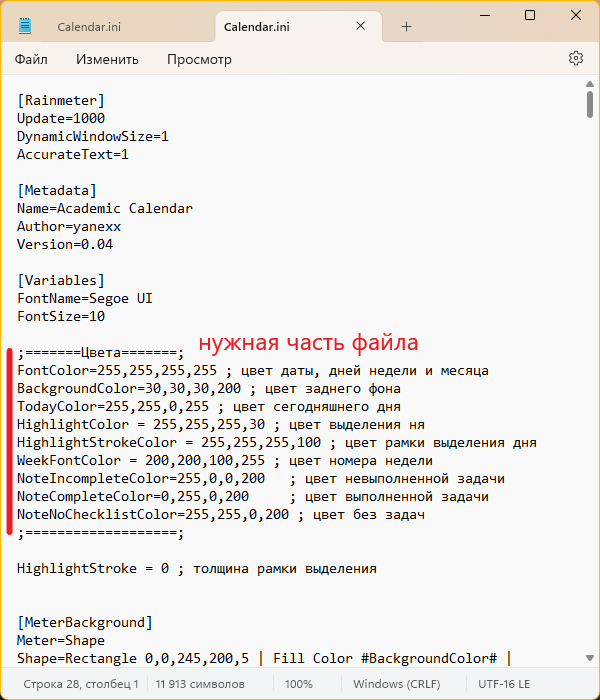 Calendar.ini
Calendar.ini
Файл Изменить Просмотр
[Rainmeter]
Update=1000
DynamicWindowSize=1
AccurateText=1
[Metadata]
Name=Academic Calendar
Author=yanexx
Version=0.04
[Variables]
FontName=Segoe UI
FontSize=10
нужная часть файла
;=======Цвета=======;
FontColor=255,255,255,255 ; цвет даты, дней недели и месяца
BackgroundColor=30,30,30,200 ; цвет заднего фона
TodayColor=255,255,0,255 ; цвет сегодняшнего дня
HighlightColor = 255,255,255,30 ; цвет выделения ня
HighlightStrokeColor = 255,255,255,100 ; цвет рамки выделения дня
WeekFontColor = 200,200,100,255 ; цвет номера недели
NoteIncompleteColor=255,0,0,200   ; цвет невыполненной задачи
NoteCompleteColor=0,255,0,200     ; цвет выполненной задачи
NoteNoChecklistColor=255,255,0,200 ; цвет без задач
;===================;
HighlightStroke = 0 ; толщина рамки выделения
[MeterBackground]
Meter=Shape
Shape=Rectangle 0,0,245,200,5 | Fill Color #BackgroundColor# |
Строка 28, столбец 1 11 913 символов 100% Windows (CRLF) UTF-16 LE